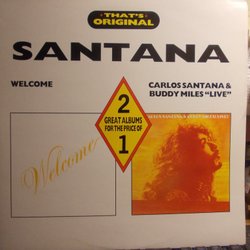 THAT'S
ORIGINAL
SANTANA
WELCOME
CARLOS SANTANA &
BUDDY MILES "LIVE"
2
GREAT ALBUMS
FOR THE PRICE OF
1
Welcome